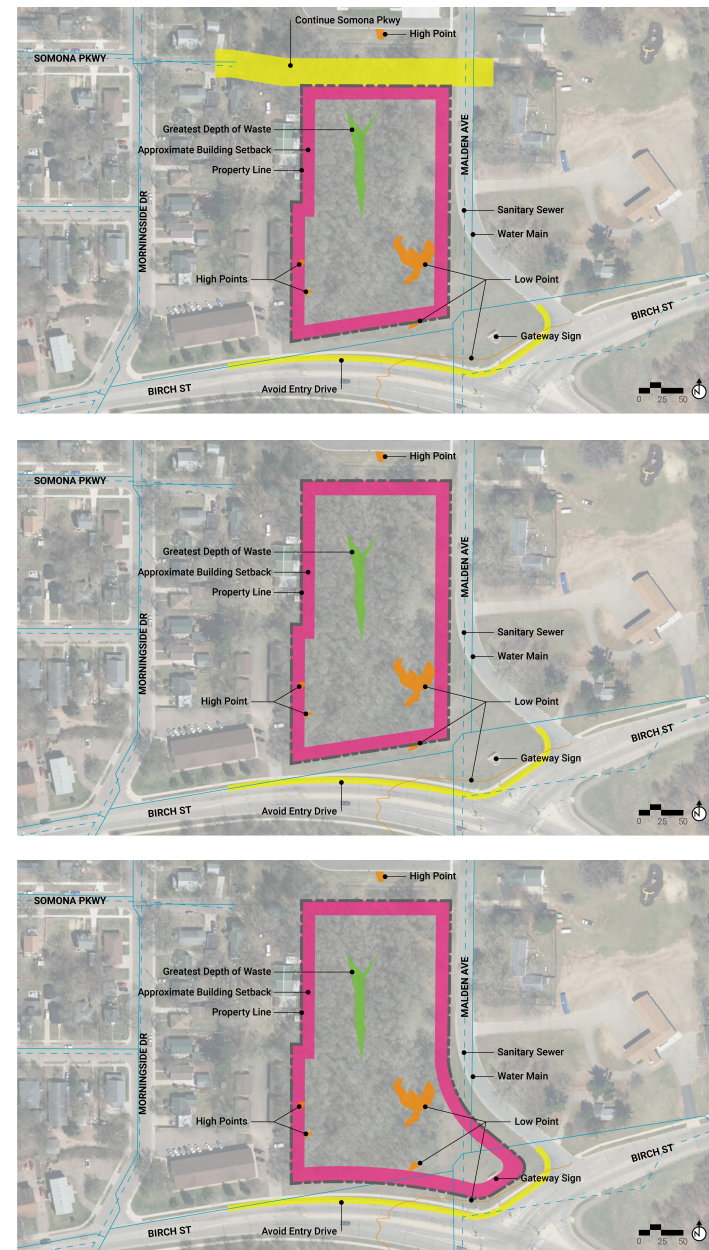 Continue Somona Pkwy
High Point
SOMONA PKWY
Greatest Depth of Waste
Approximate Building Setback
Property Line
MALDEN AVE
MORNINGSIDE DR
Sanitary Sewer
Water Main
High Points
Low Point
BIRCH ST
Gateway Sign
Avoid Entry Drive
BIRCH ST
0 25 50
N
High Point
SOMONA PKWY
Greatest Depth of Waste
Approximate Building Setback
Property Line
MALDEN AVE
MORNINGSIDE DR
Sanitary Sewer
Water Main
High Point
Low Point
BIRCH ST
Gateway Sign
Avoid Entry Drive
BIRCH ST
0 25 50
N
High Point
SOMONA PKWY
Greatest Depth of Waste
Approximate Building Setback
Property Line
MALDEN AVE
MORNINGSIDE DR
Sanitary Sewer
Water Main
High Points
Low Point
BIRCH ST
Gateway Sign
Avoid Entry Drive
BIRCH ST
0 25 50
N